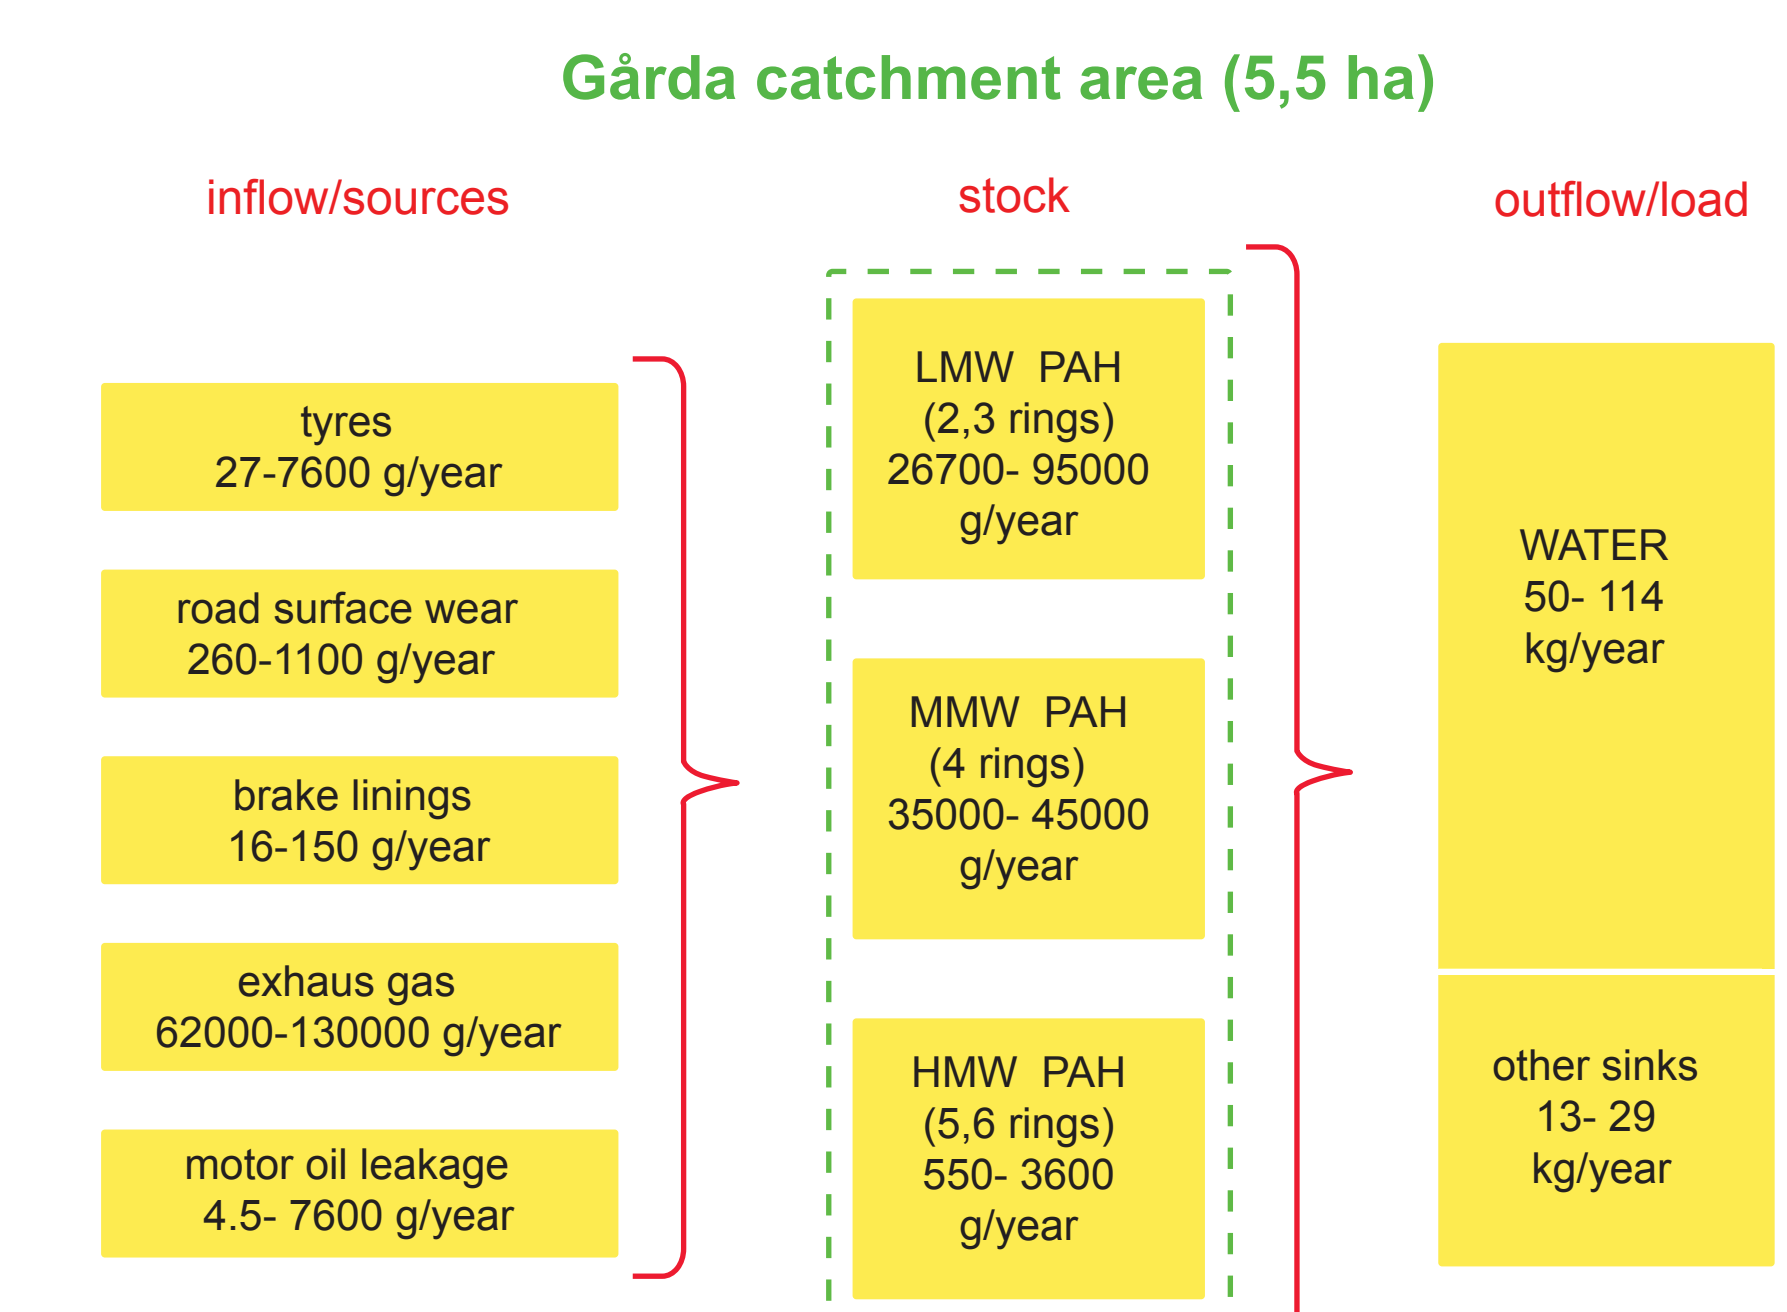 Gårda catchment area (5,5 ha)
inflow/sources
stock
outflow/load
tyres
27-7600 g/year
road surface wear
260-1100 g/year
brake linings
16-150 g/year
exhaus gas
62000-130000 g/year
motor oil leakage
4.5- 7600 g/year
LMW PAH
(2,3 rings)
26700- 95000
g/year
MMW PAH
(4 rings)
35000- 45000
g/year
HMW PAH
(5,6 rings)
550- 3600
g/year
WATER
50- 114
kg/year
other sinks
13- 29
kg/year